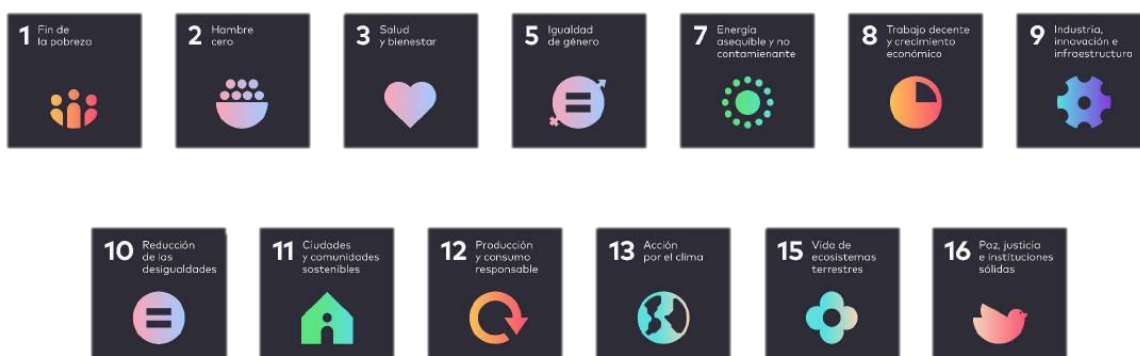 1 Fin de
la pobreza
2 Hambre
cero
3 Salud
y bienestar
5 Igualdad
de género
7 Energía
asequible y no
contamienante
8 Trabajo decente
y crecimiento
económico
9 Industria,
innovación e
infraestructura
10 Reducción
de las
desigualdades
11 Ciudades
y comunidades
sostenibles
12 Producción
y consumo
responsable
13 Acción
por el clima
15 Vida de
ecosistemas
terrestres
16 Paz, justicia
e instituciones
sólidas